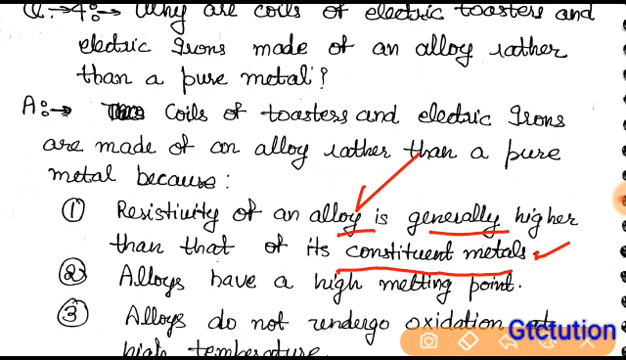 Q:→4:→ Why are coils of electric toasters and
electric Irons made of an alloy rather
than a pure metal?
A:→ Coils of toasters and electric Irons
are made of an alloy rather than a pure
metal because:
① Resistivity of an alloy is generally higher
than that of its constituent metals.
② Alloys have a high melting point.
③ Alloys do not undergo oxidation at
high temperature.
Gtctution